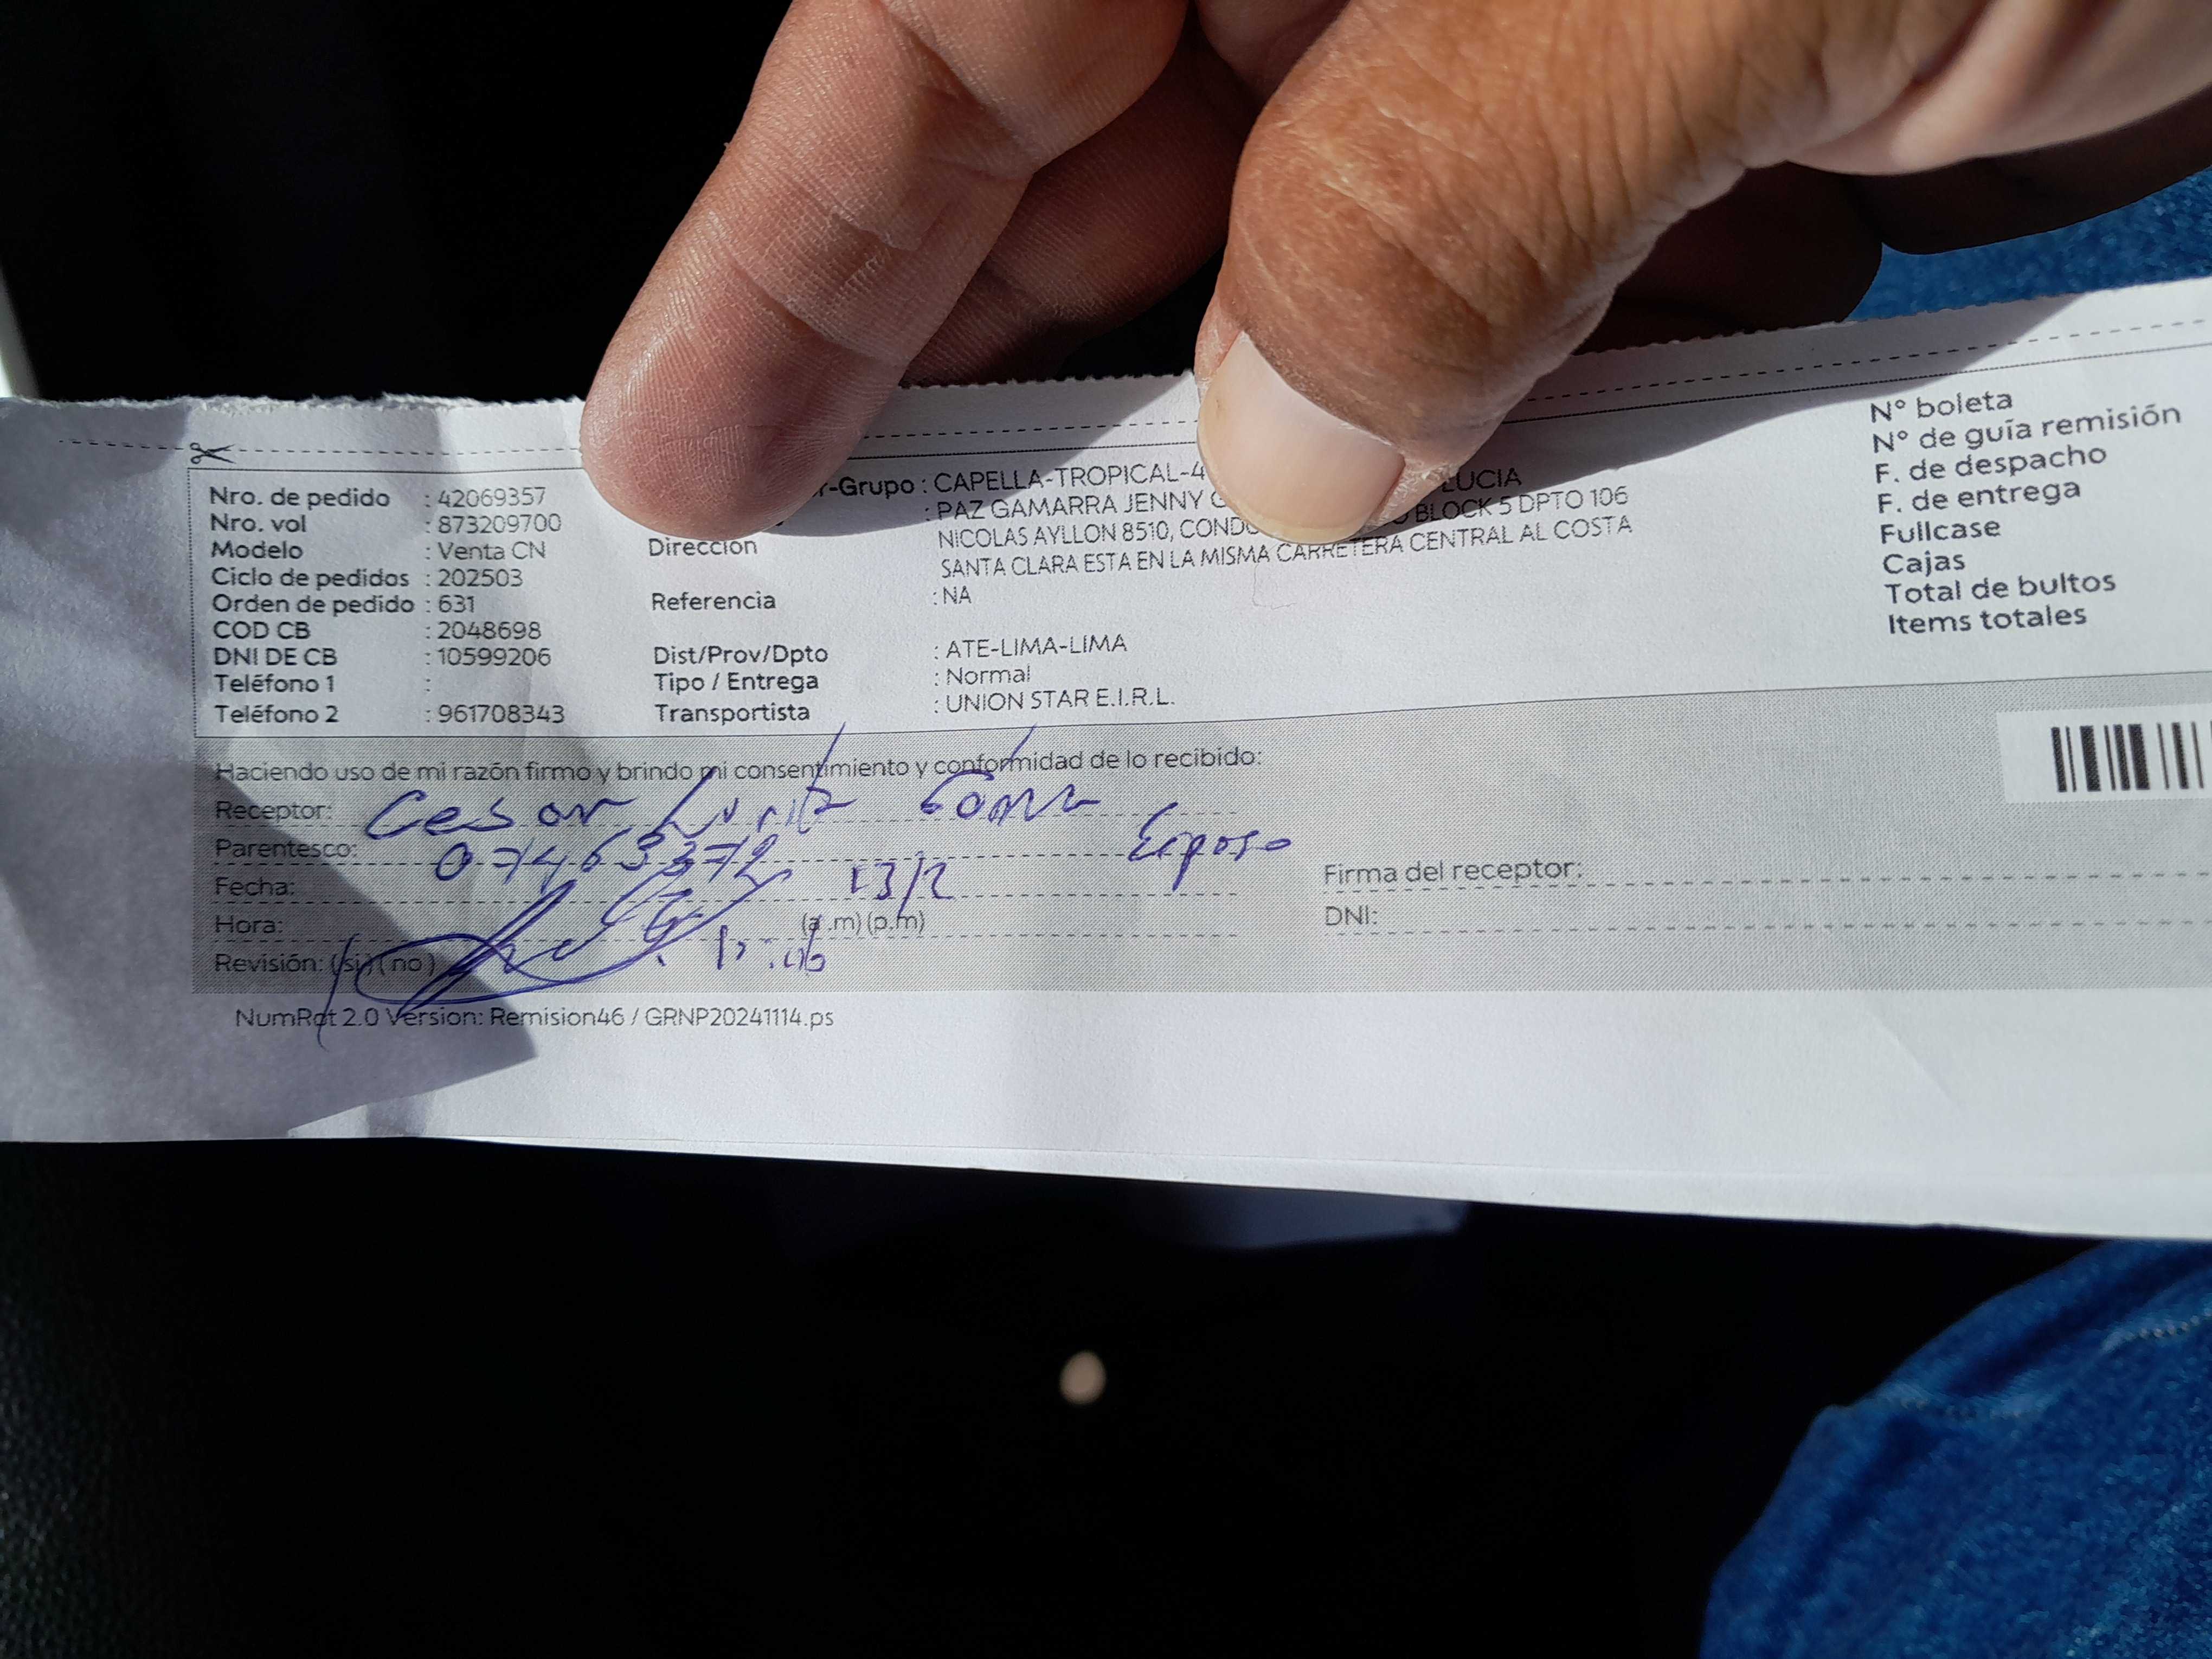 Nro. de pedido : 42069357
Nro. vol : 873209700
Modelo : Venta CN
Ciclo de pedidos : 202503
Orden de pedido : 631
COD CB : 2048698
DNI DE CB : 10599206
Teléfono 1 :
Teléfono 2 : 961708343
r-Grupo : CAPELLA-TROPICAL-4 LUCIA
: PAZ GAMARRA JENNY G
Dirección NICOLAS AYLLON 8510, COND BLOCK 5 DPTO 106
SANTA CLARA ESTA EN LA MISMA CARRETERA CENTRAL AL COSTA
Referencia : NA
Dist/Prov/Dpto : ATE-LIMA-LIMA
Tipo / Entrega : Normal
Transportista : UNION STAR E.I.R.L.
N° boleta
N° de guía remisión
F. de despacho
F. de entrega
Fullcase
Cajas
Total de bultos
Items totales
Haciendo uso de mi razón firmo y brindo mi consentimiento y conformidad de lo recibido:
Receptor: Cesar
Parentesco: 07463372 Esposo
Fecha: 13/2
Hora: (a.m) (p.m)
Revisión: (si) (no)
Firma del receptor:
DNI:
NumRot 2.0 Version: Remision46 / GRNP20241114.ps